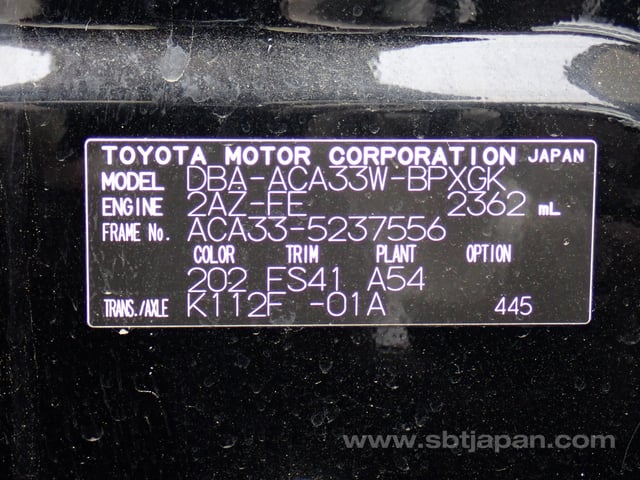 TOYOTA MOTOR CORPORATION JAPAN
MODEL DBA-ACA33W-BPXGK
ENGINE 2AZ-FE 2362 mL
FRAME No. ACA33-5237556
COLOR TRIM PLANT OPTION
202 FS41 A54
TRANS./AXLE K112F -01A 445
www.sbtjapan.com